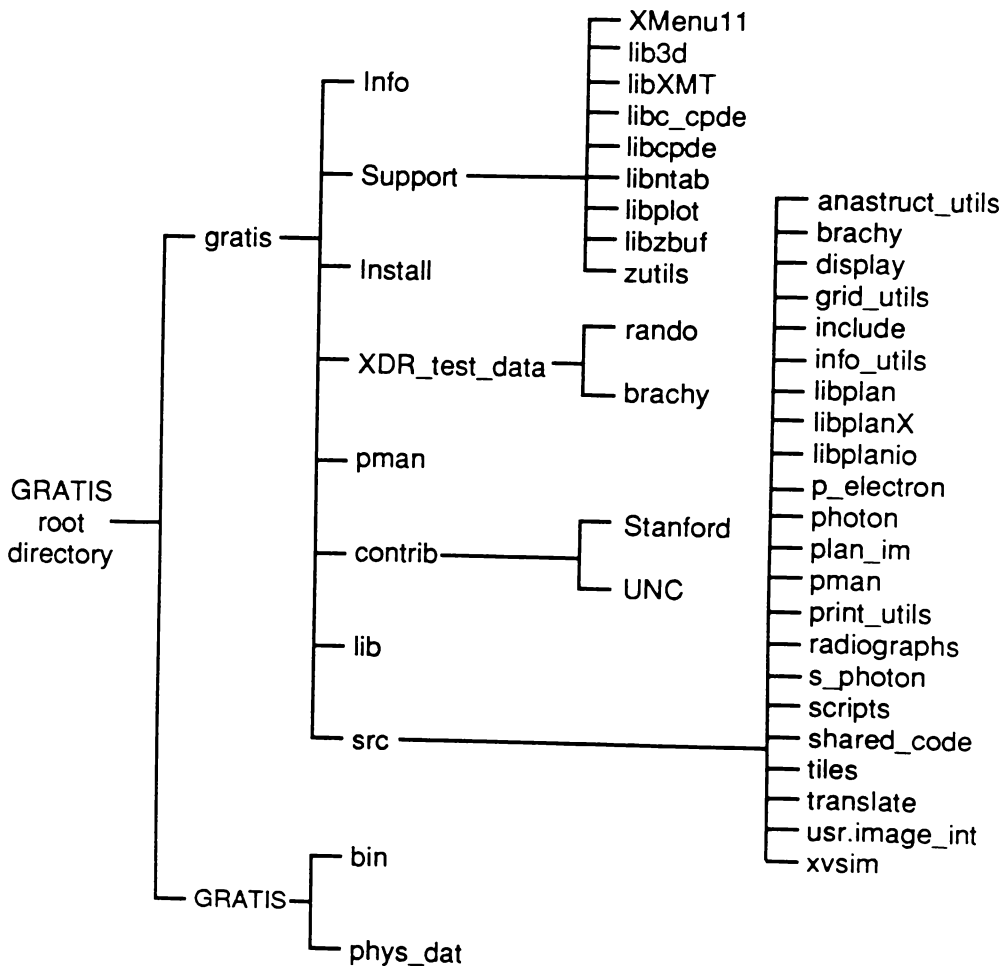 GRATIS
root
directory
gratis
Info
Support
XMenu11
lib3d
libXMT
libc_cpde
libcpde
libntab
libplot
libzbuf
zutils
Install
XDR_test_data
rando
brachy
pman
contrib
Stanford
UNC
lib
src
anastruct_utils
brachy
display
grid_utils
include
info_utils
libplan
libplanX
libplanio
p_electron
photon
plan_im
pman
print_utils
radiographs
s_photon
scripts
shared_code
tiles
translate
usr.image_int
xvsim
GRATIS
bin
phys_dat